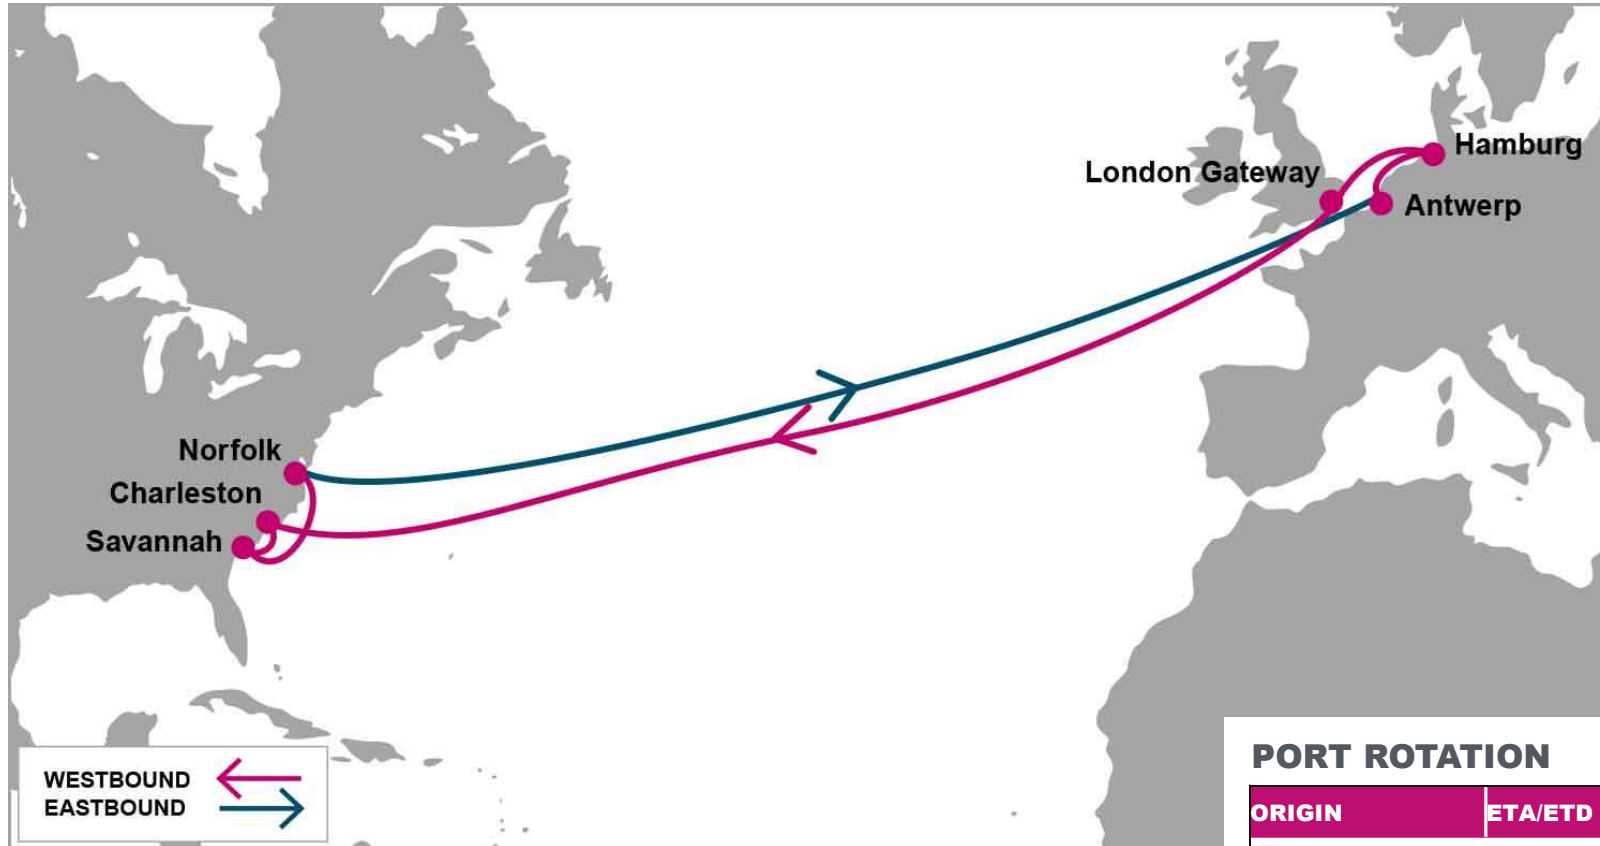 Hamburg
London Gateway
Antwerp
Norfolk
Charleston
Savannah
WESTBOUND
EASTBOUND
PORT ROTATION
ORIGIN ETA/ETD